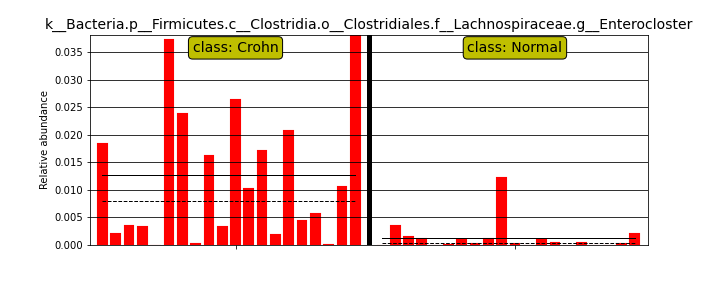 k__Bacteria.p__Firmicutes.c__Clostridia.o__Clostridiales.f__Lachnospiraceae.g__Enterocloster
class: Crohn
class: Normal
Relative abundance
0.035
0.030
0.025
0.020
0.015
0.010
0.005
0.000